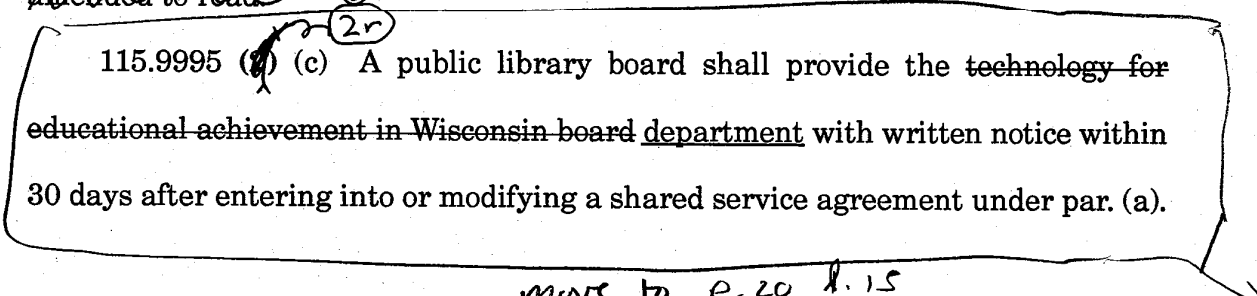 2r
115.9995 () (c) A public library board shall provide the technology for
educational achievement in Wisconsin board department with written notice within
30 days after entering into or modifying a shared service agreement under par. (a).
move to p. 20 l. 15